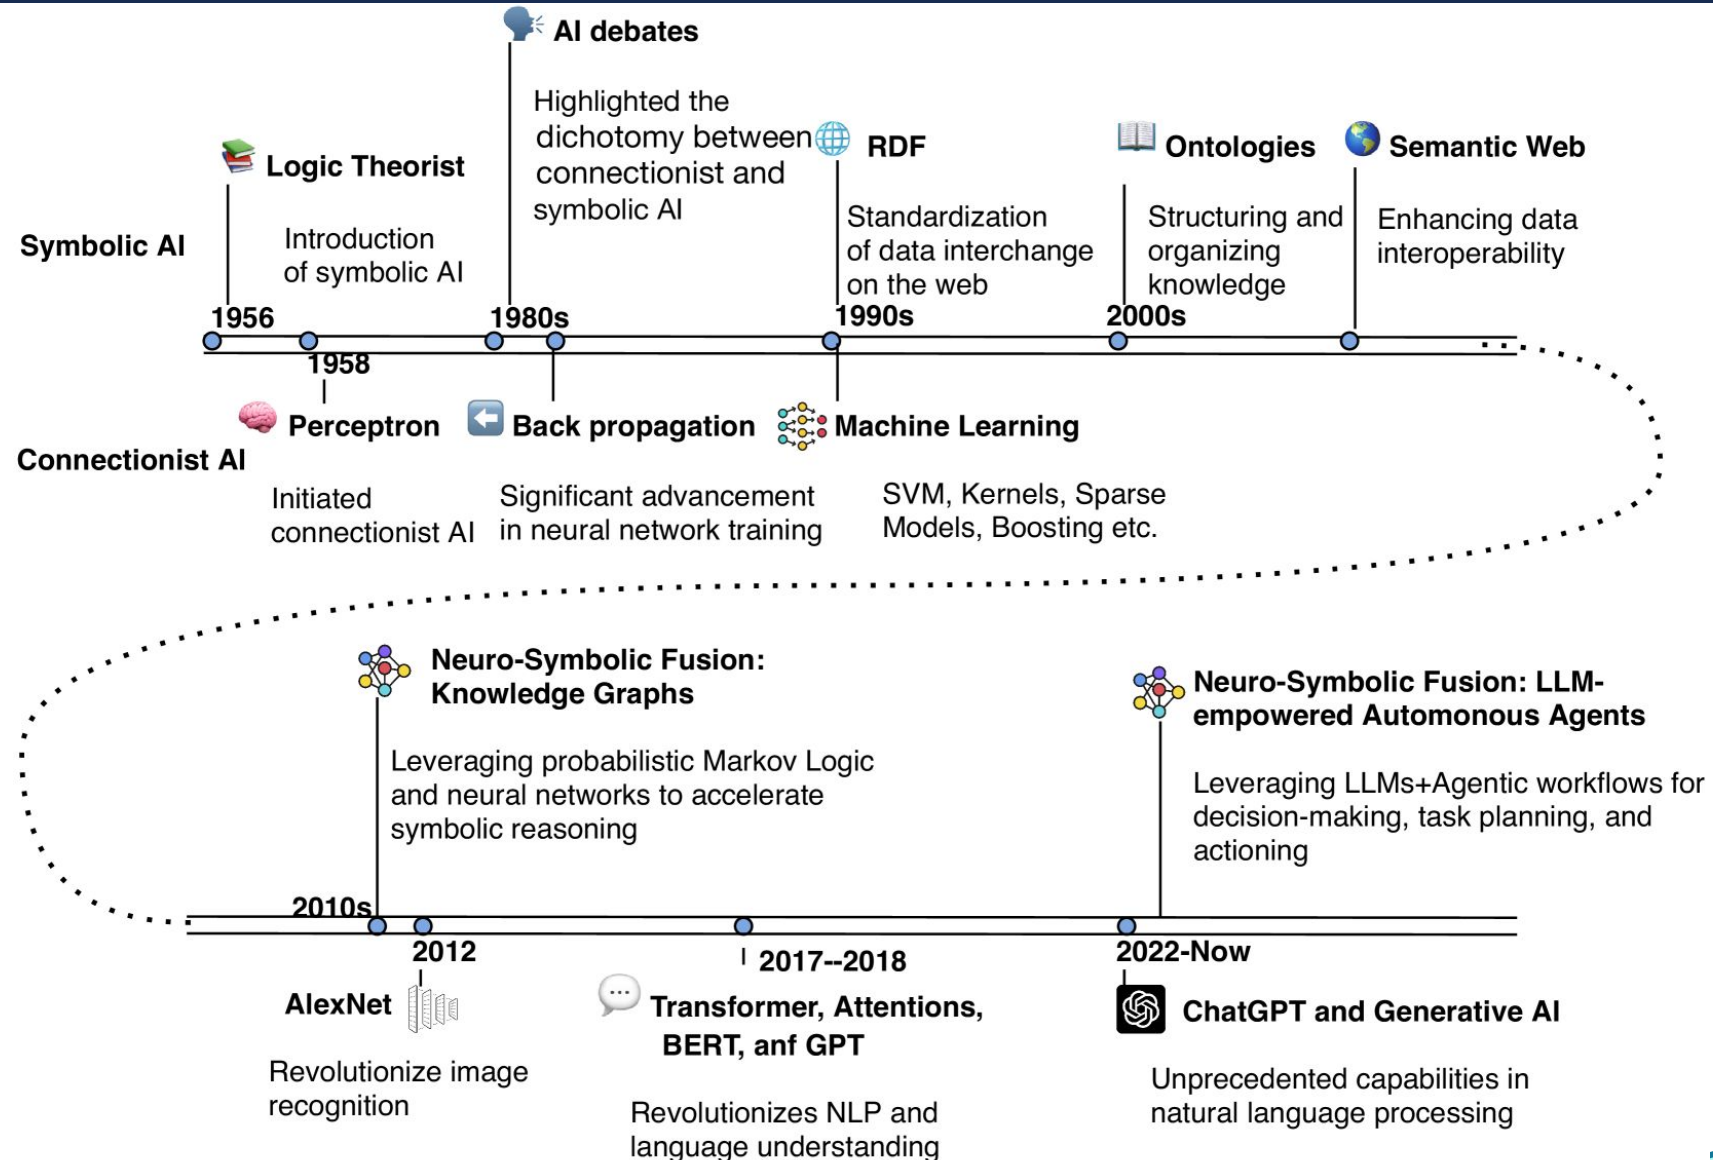 AI debates
Highlighted the
dichotomy between
connectionist and
symbolic AI
Logic Theorist
Introduction
of symbolic AI
RDF
Standardization
of data interchange
on the web
Ontologies
Structuring and
organizing
knowledge
Semantic Web
Enhancing data
interoperability
Symbolic AI
1956
1980s
1990s
2000s
1958
Connectionist AI
Perceptron
Initiated
connectionist AI
Back propagation
Significant advancement
in neural network training
Machine Learning
SVM, Kernels, Sparse
Models, Boosting etc.
Neuro-Symbolic Fusion:
Knowledge Graphs
Leveraging probabilistic Markov Logic
and neural networks to accelerate
symbolic reasoning
Neuro-Symbolic Fusion: LLM-
empowered Automonous Agents
Leveraging LLMs+Agentic workflows for
decision-making, task planning, and
actioning
2010s
2012
AlexNet
Revolutionize image
recognition
2017--2018
Transformer, Attentions,
BERT, anf GPT
Revolutionizes NLP and
language understanding
2022-Now
ChatGPT and Generative AI
Unprecedented capabilities in
natural language processing